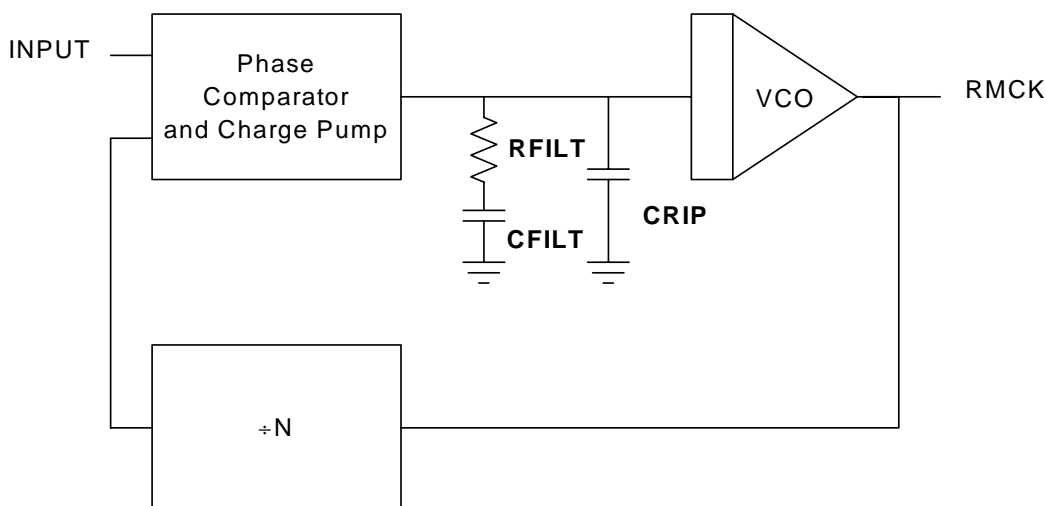 INPUT
Phase
Comparator
and Charge Pump
VCO
RMCK
RFILT
CRIP
CFILT
÷N